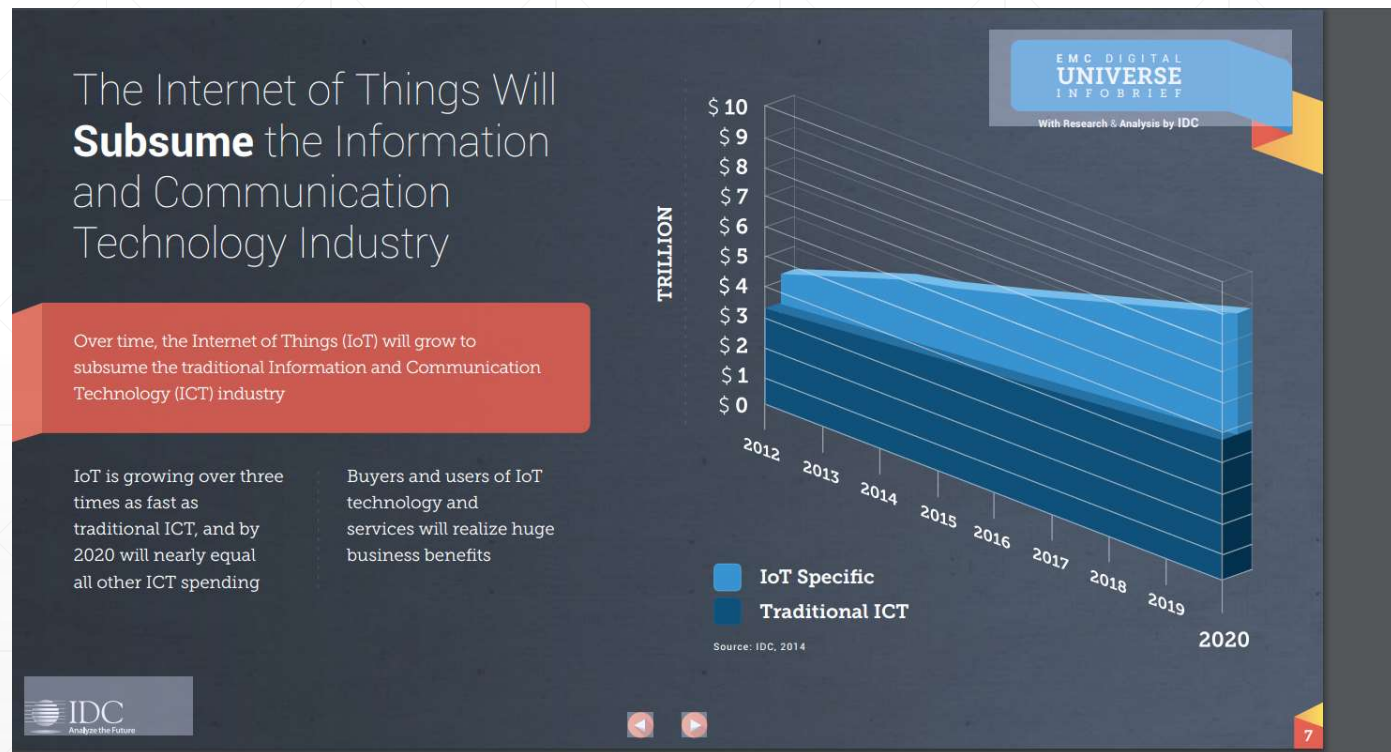 The Internet of Things Will
Subsume the Information
and Communication
Technology Industry
Over time, the Internet of Things (IoT) will grow to
subsume the traditional Information and Communication
Technology (ICT) industry
IoT is growing over three
times as fast as
traditional ICT, and by
2020 will nearly equal
all other ICT spending
Buyers and users of IoT
technology and
services will realize huge
business benefits
EMC DIGITAL
UNIVERSE
INFOBRIEF
With Research & Analysis by IDC
TRILLION
$ 10
$ 9
$ 8
$ 7
$ 6
$ 5
$ 4
$ 3
$ 2
$ 1
$ 0
2012
2013
2014
2015
2016
2017
2018
2019
2020
IoT Specific
Traditional ICT
Source: IDC, 2014
IDC
Analyze the Future
7